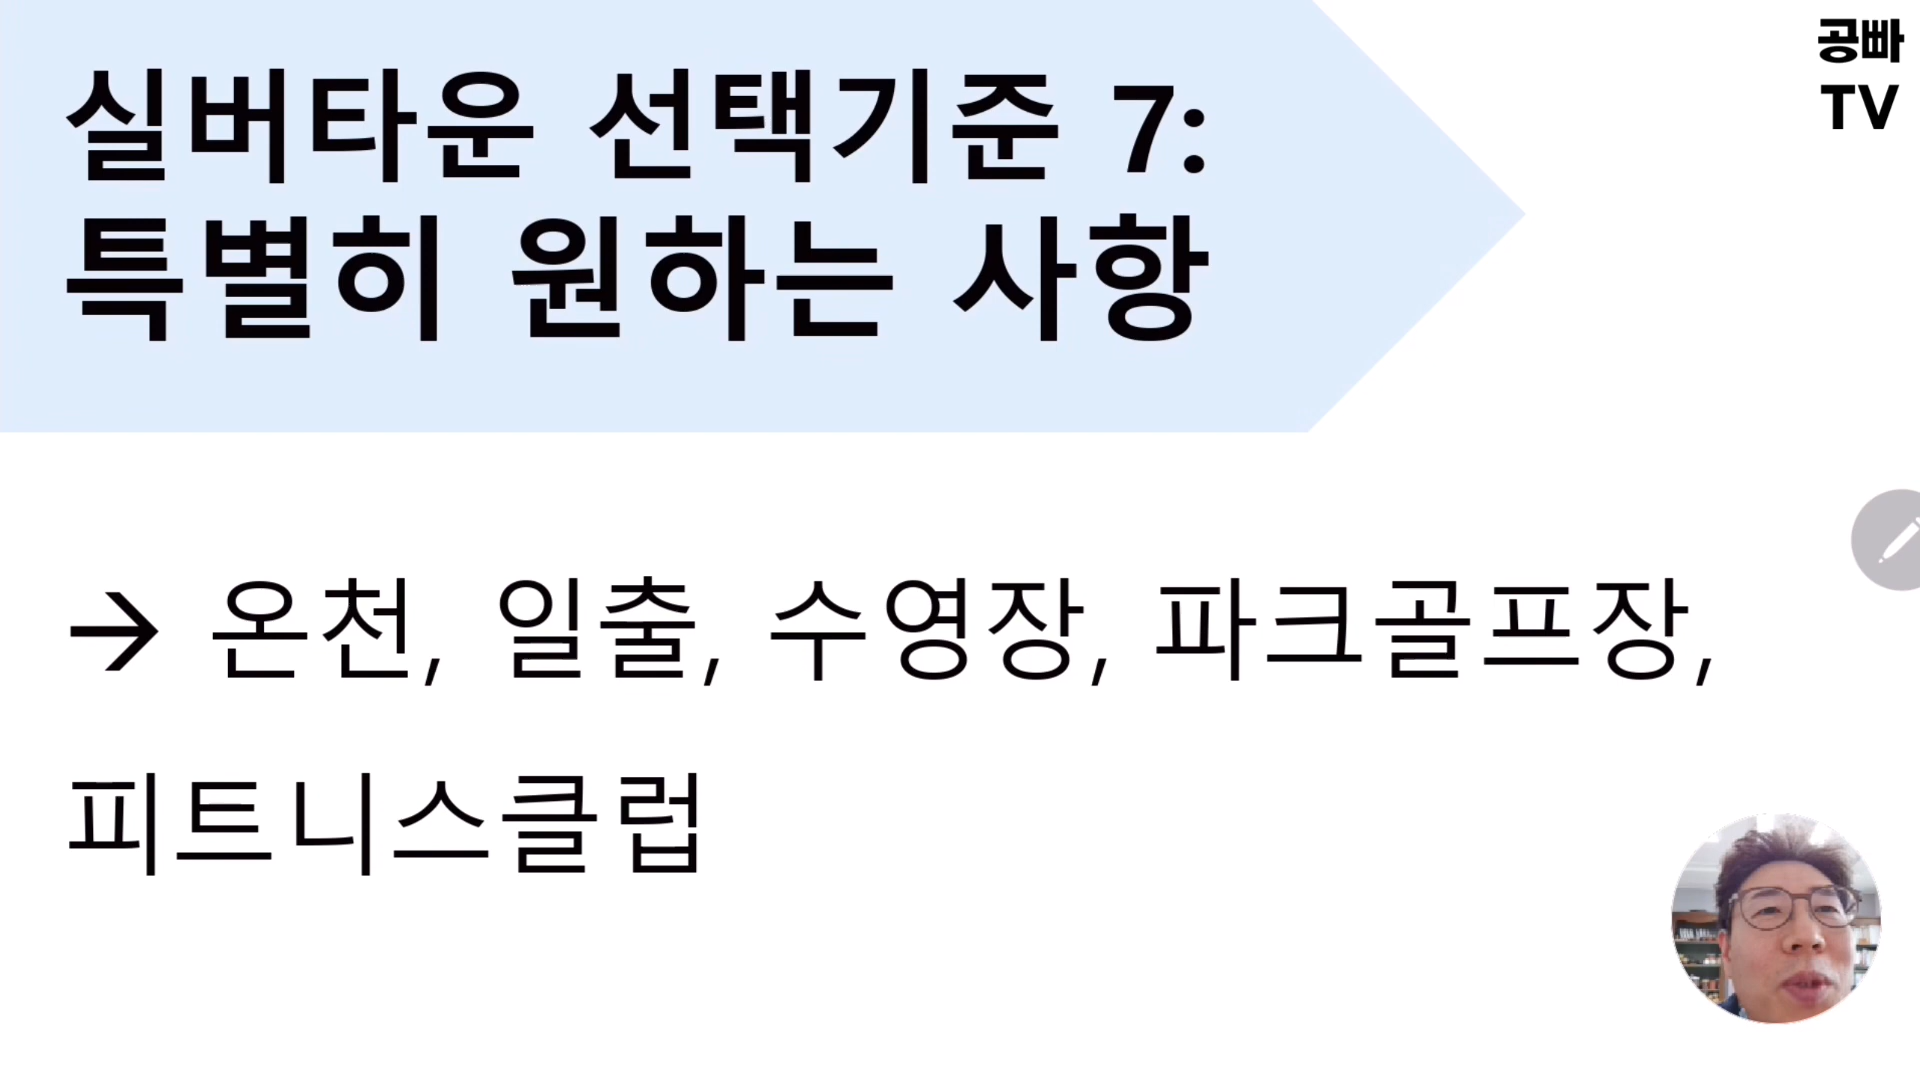 실버타운 선택기준 7:
특별히 원하는 사항
공빠
TV
→ 온천, 일출, 수영장, 파크골프장,
피트니스클럽